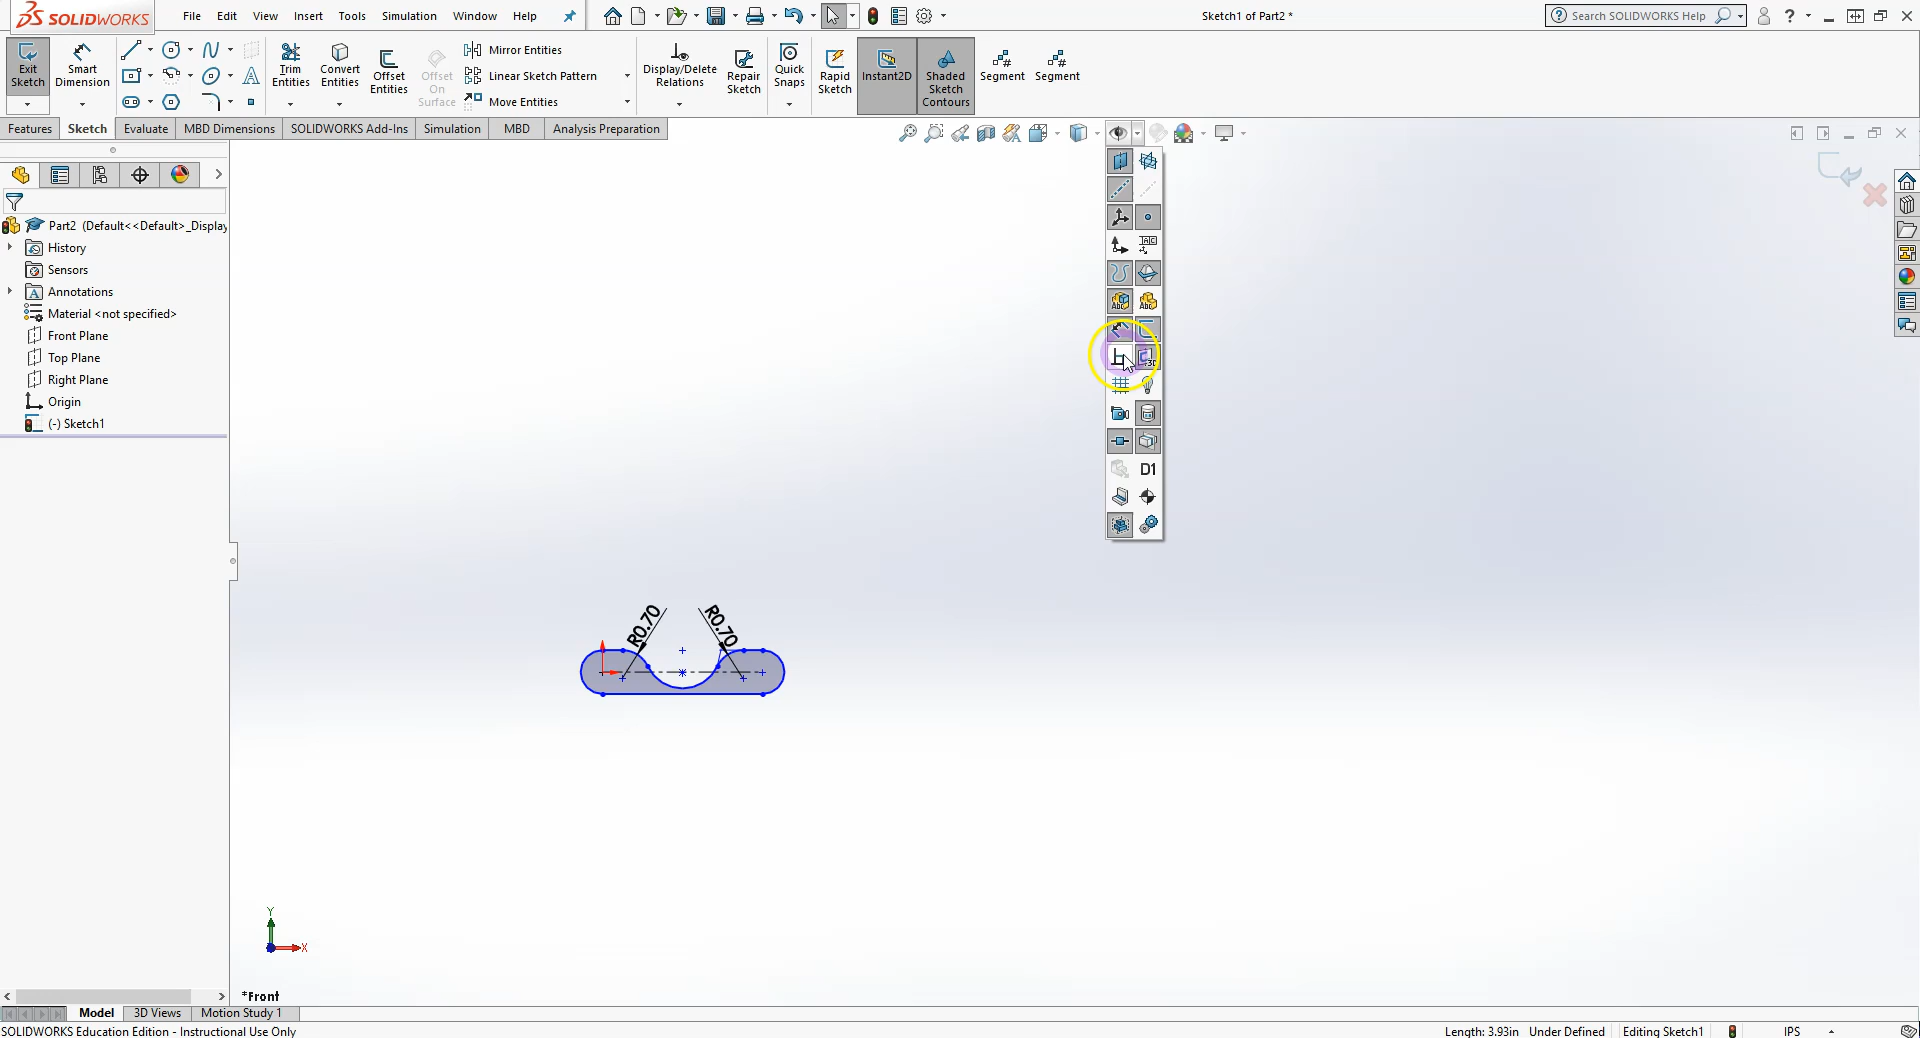 SOLIDWORKS File Edit View Insert Tools Simulation Window Help Sketch1 of Part2 * Search SOLIDWORKS Help
Exit Sketch
Smart Dimension
Trim Entities
Convert Entities
Offset Entities
Offset On Surface
Mirror Entities
Linear Sketch Pattern
Move Entities
Display/Delete Relations
Repair Sketch
Quick Snaps
Rapid Sketch
Instant2D
Shaded Sketch Contours
Segment
Segment
Features Sketch Evaluate MBD Dimensions SOLIDWORKS Add-Ins Simulation MBD Analysis Preparation
Part2 (Default<<Default>_Display
History
Sensors
Annotations
Material <not specified>
Front Plane
Top Plane
Right Plane
Origin
(-) Sketch1
D1
R0.70 R0.70
Y
X
*Front
Model 3D Views Motion Study 1
SOLIDWORKS Education Edition - Instructional Use Only Length: 3.93in Under Defined Editing Sketch1 IPS